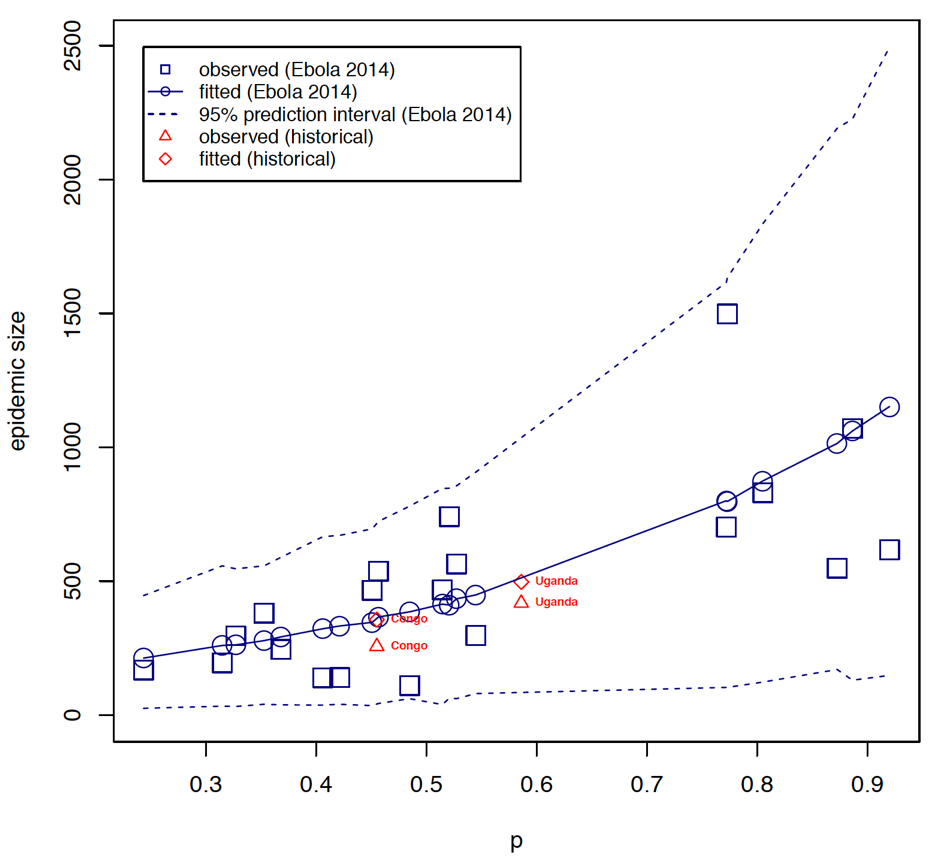 2500
2000
1500
1000
500
0
epidemic size
observed (Ebola 2014)
fitted (Ebola 2014)
95% prediction interval (Ebola 2014)
observed (historical)
fitted (historical)
Uganda
Uganda
Congo
Congo
0.3 0.4 0.5 0.6 0.7 0.8 0.9
p